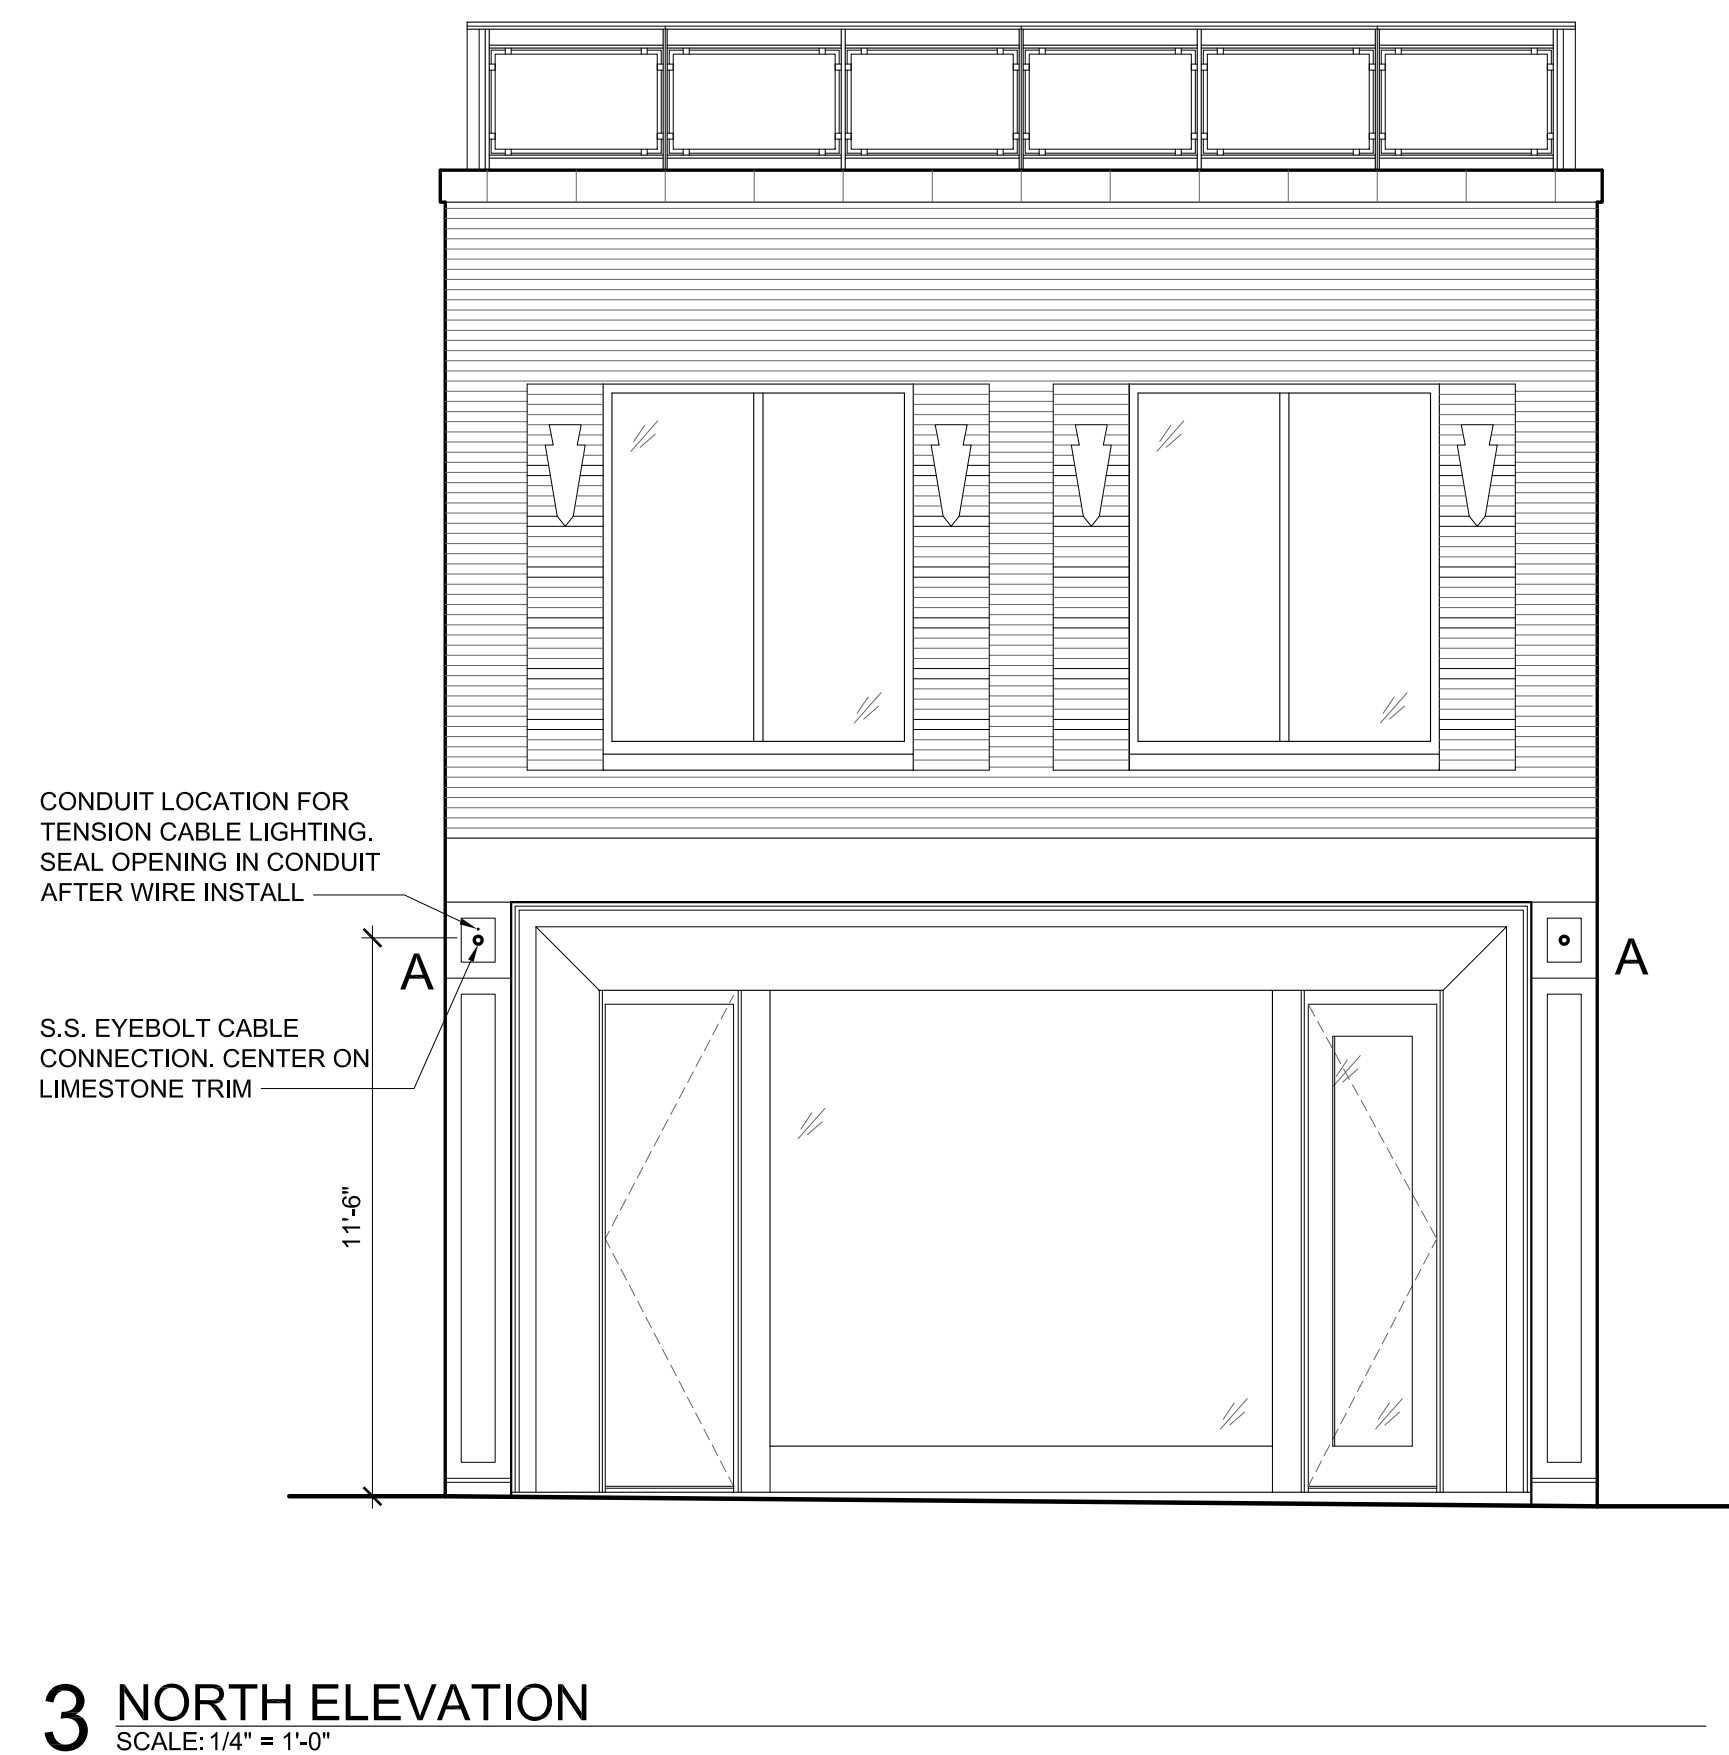 CONDUIT LOCATION FOR
TENSION CABLE LIGHTING.
SEAL OPENING IN CONDUIT
AFTER WIRE INSTALL
A
A
S.S. EYEBOLT CABLE
CONNECTION. CENTER ON
LIMESTONE TRIM
11'-6"
3 NORTH ELEVATION
SCALE: 1/4" = 1'-0"